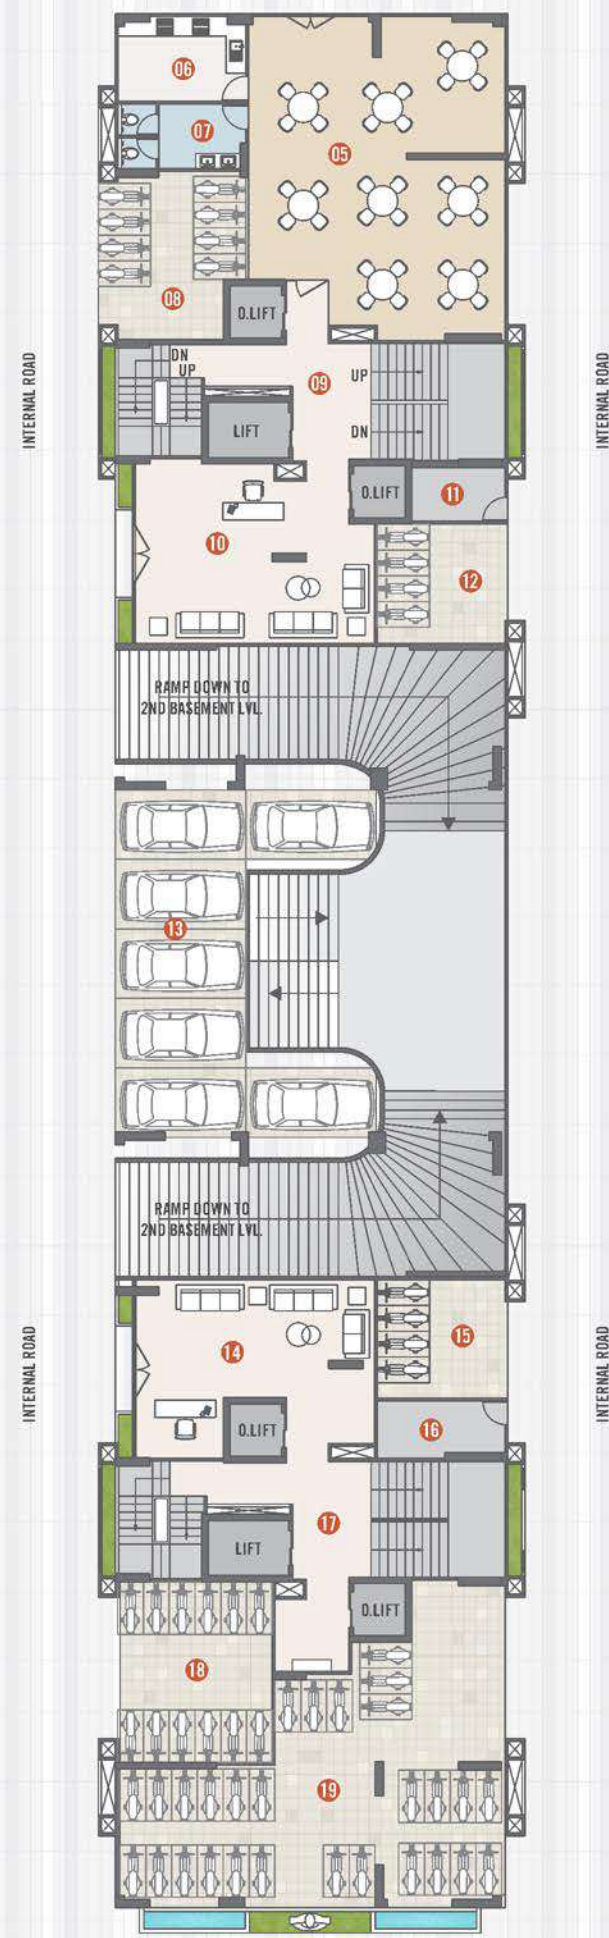 06
07
05
08
O.LIFT
DN
UP
09
UP
INTERNAL ROAD
INTERNAL ROAD
LIFT
DN
O.LIFT
11
10
12
RAMP DOWN TO
2ND BASEMENT LVL.
13
RAMP DOWN TO
2ND BASEMENT LVL.
14
15
INTERNAL ROAD
INTERNAL ROAD
O.LIFT
16
17
LIFT
O.LIFT
18
19